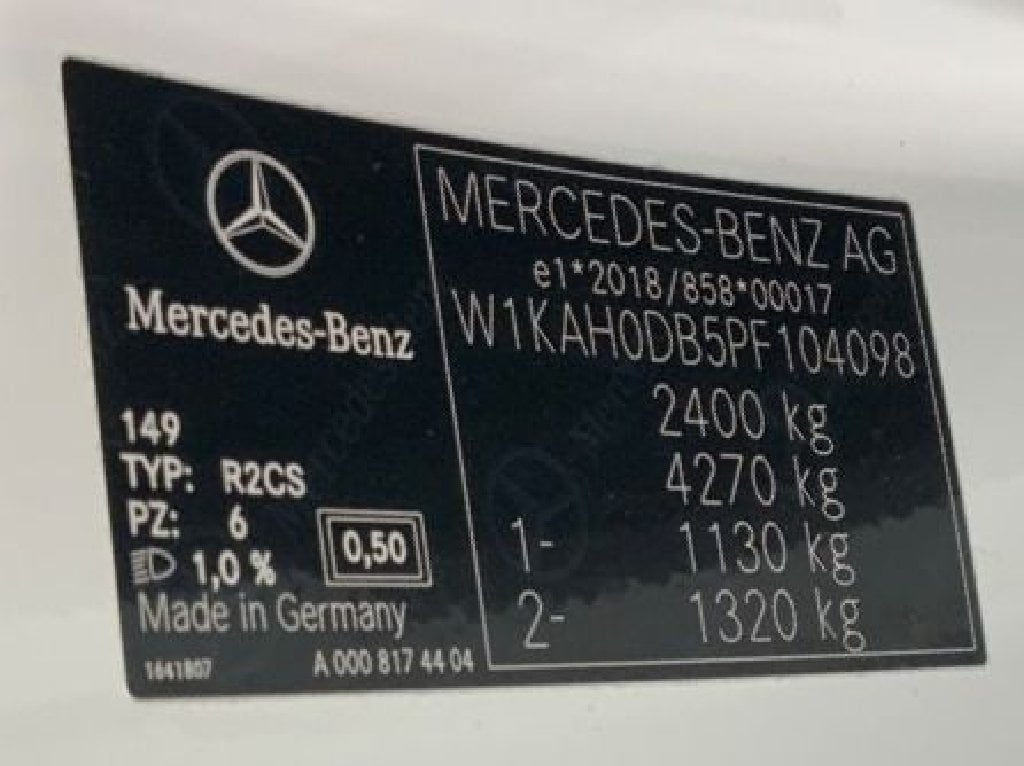 Mercedes-Benz
149
TYP: R2CS
PZ: 6
1,0 %
0,50
Made in Germany
1641807
A 000 817 44 04
MERCEDES-BENZ AG
e1*2018/858*00017
W1KAH0DB5PF104098
2400 kg
4270 kg
1- 1130 kg
2- 1320 kg